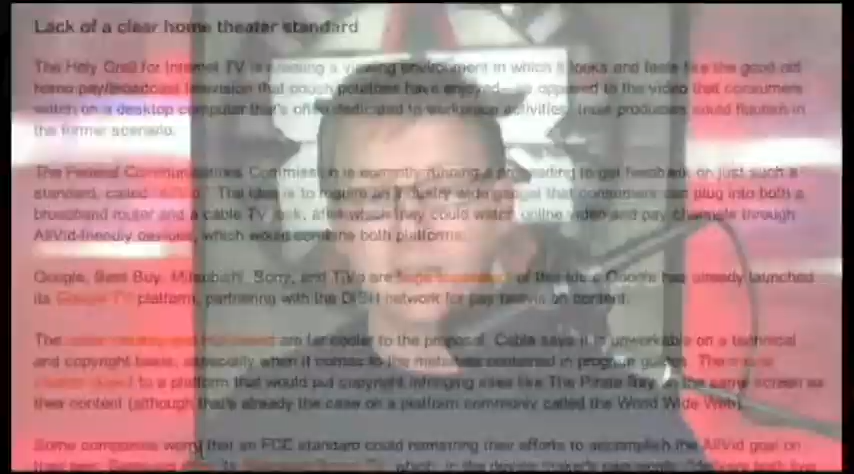 Lack of a clear home theater standard
The Holy Grail for Internet TV is creating a viewing environment in which it looks and feels like the good old
home pay/broadcast television that couch potatoes have enjoyed—as opposed to the video that consumers
watch on a desktop computer that's often dedicated to workplace activities. Indie producers could flourish in
the former scenario.
The Federal Communications Commission is currently running a proceeding to get feedback on just such a
standard, called "AllVid." The idea is to require an industry-wide gadget that consumers can plug into both a
broadband router and a cable TV jack, after which they could watch online video and pay channels through
AllVid-friendly devices, which would combine both platforms.
Google, Best Buy, Mitsubishi, Sony, and TiVo are huge supporters of this idea. Google has already launched
its Google TV platform, partnering with the DISH network for pay television content.
The cable industry and Hollywood are far cooler to the proposal. Cable says it is unworkable on a technical
and copyright basis, especially when it comes to the metadata contained in program guides. The movie
studios object to a platform that would put copyright infringing sites like The Pirate Bay on the same screen as
their content (although that's already the case on a platform commonly called the World Wide Web).
Some companies worry that an FCC standard could hamstring their efforts to accomplish the AllVid goal on